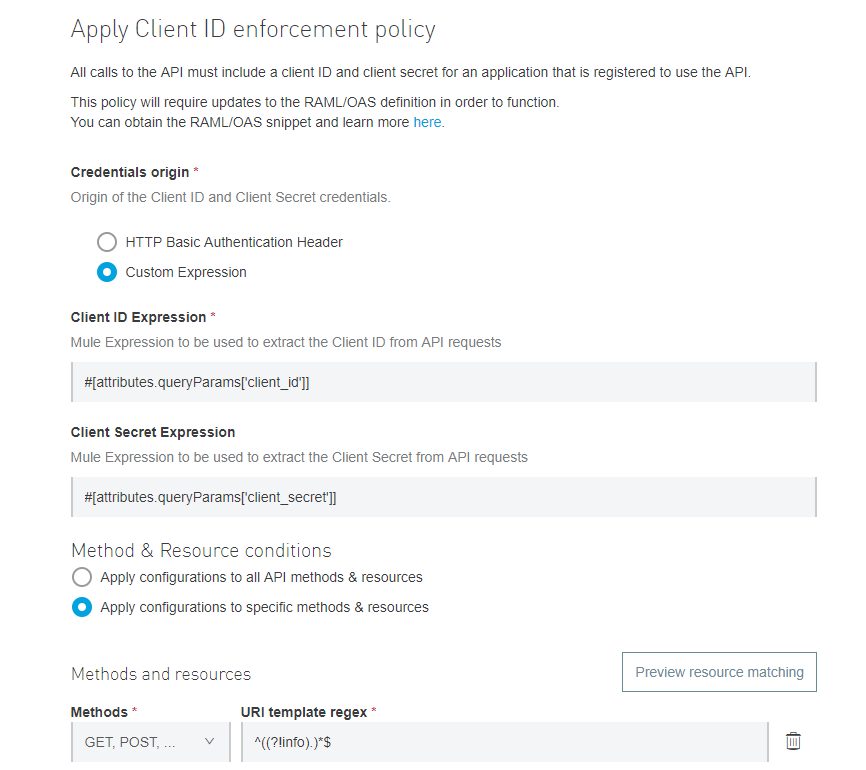 Apply Client ID enforcement policy
All calls to the API must include a client ID and client secret for an application that is registered to use the API.
This policy will require updates to the RAML/OAS definition in order to function.
You can obtain the RAML/OAS snippet and learn more here.
Credentials origin *
Origin of the Client ID and Client Secret credentials.
HTTP Basic Authentication Header
Custom Expression
Client ID Expression *
Mule Expression to be used to extract the Client ID from API requests
#[attributes.queryParams['client_id']]
Client Secret Expression
Mule Expression to be used to extract the Client Secret from API requests
#[attributes.queryParams['client_secret']]
Method & Resource conditions
Apply configurations to all API methods & resources
Apply configurations to specific methods & resources
Methods and resources
Preview resource matching
Methods *
URI template regex *
GET, POST, ...
^((?!info).)*$